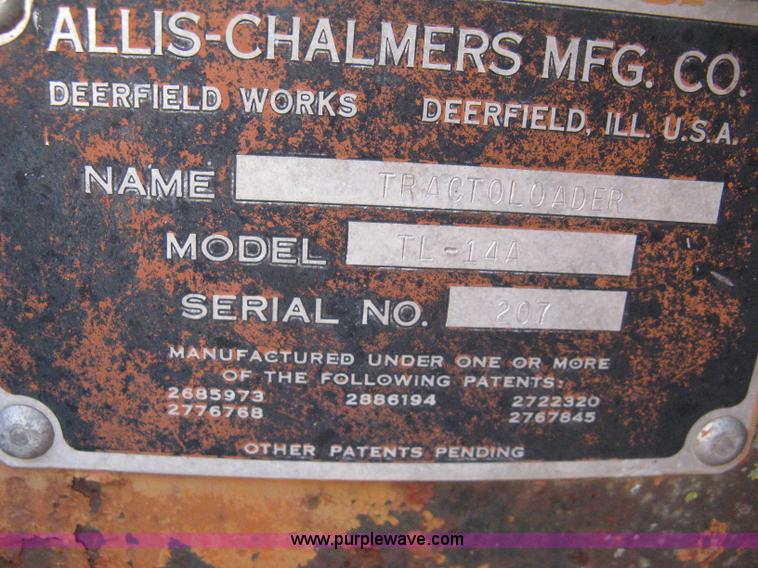 ALLIS-CHALMERS MFG. CO.
DEERFIELD WORKS DEERFIELD, ILL. U.S.A.
NAME TRACTOLOADER
MODEL TL-14A
SERIAL NO. 207
MANUFACTURED UNDER ONE OR MORE
OF THE FOLLOWING PATENTS:
2685973 2886194 2722320
2776768 2767845
OTHER PATENTS PENDING
www.purplewave.com